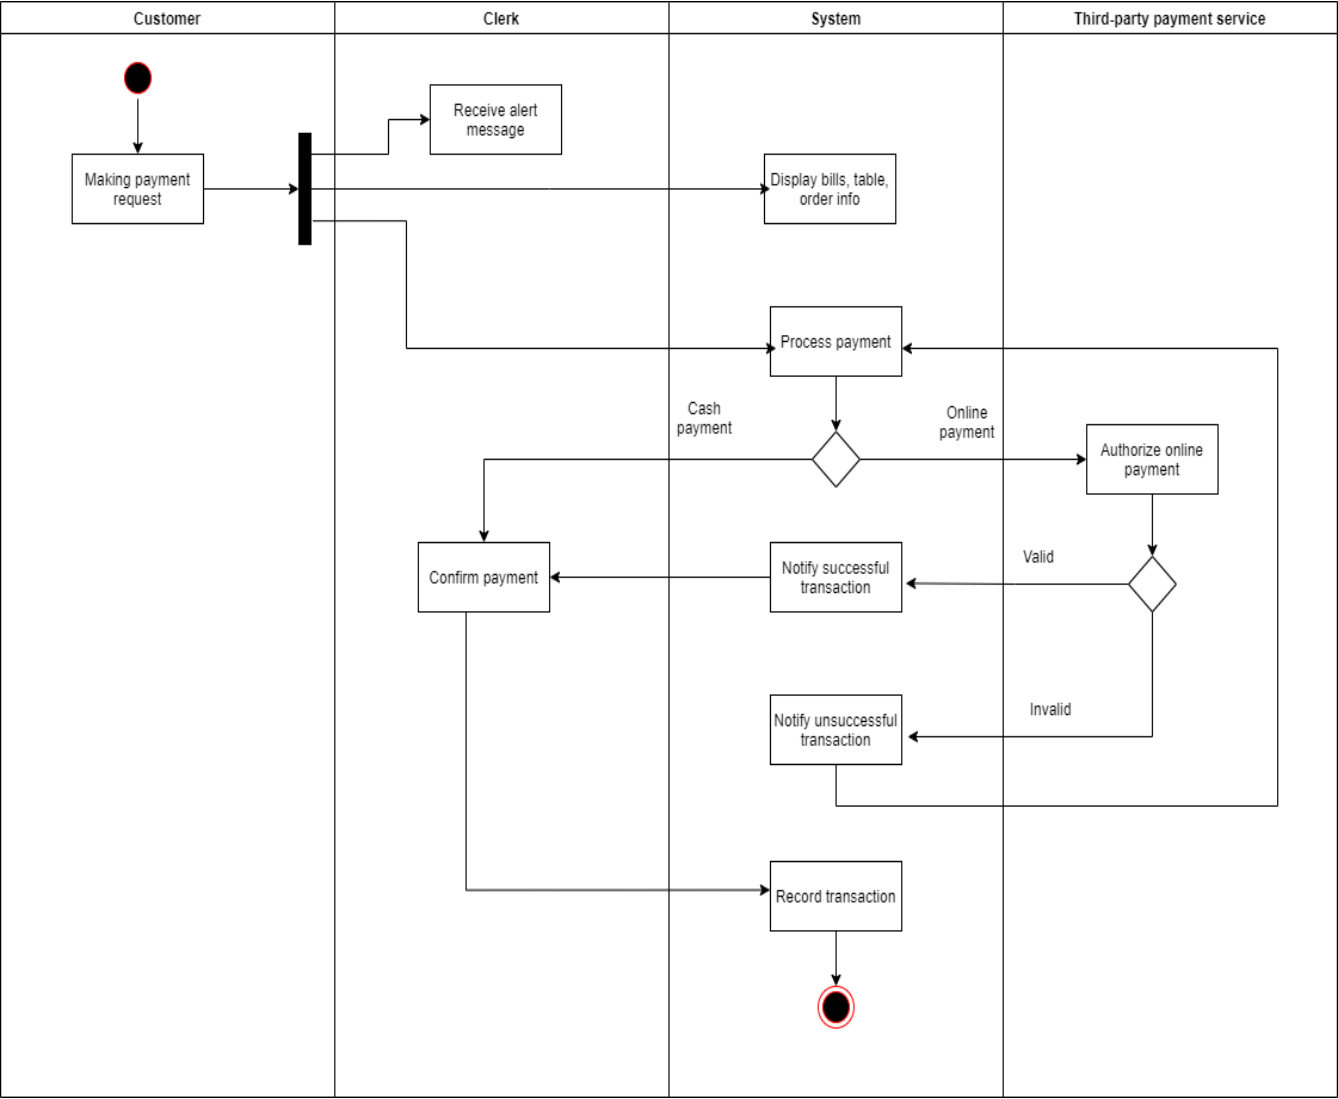 Customer
Clerk
System
Third-party payment service
Receive alert
message
Making payment
request
Display bills, table,
order info
Process payment
Cash
payment
Online
payment
Authorize online
payment
Confirm payment
Notify successful
transaction
Valid
Notify unsuccessful
transaction
Invalid
Record transaction